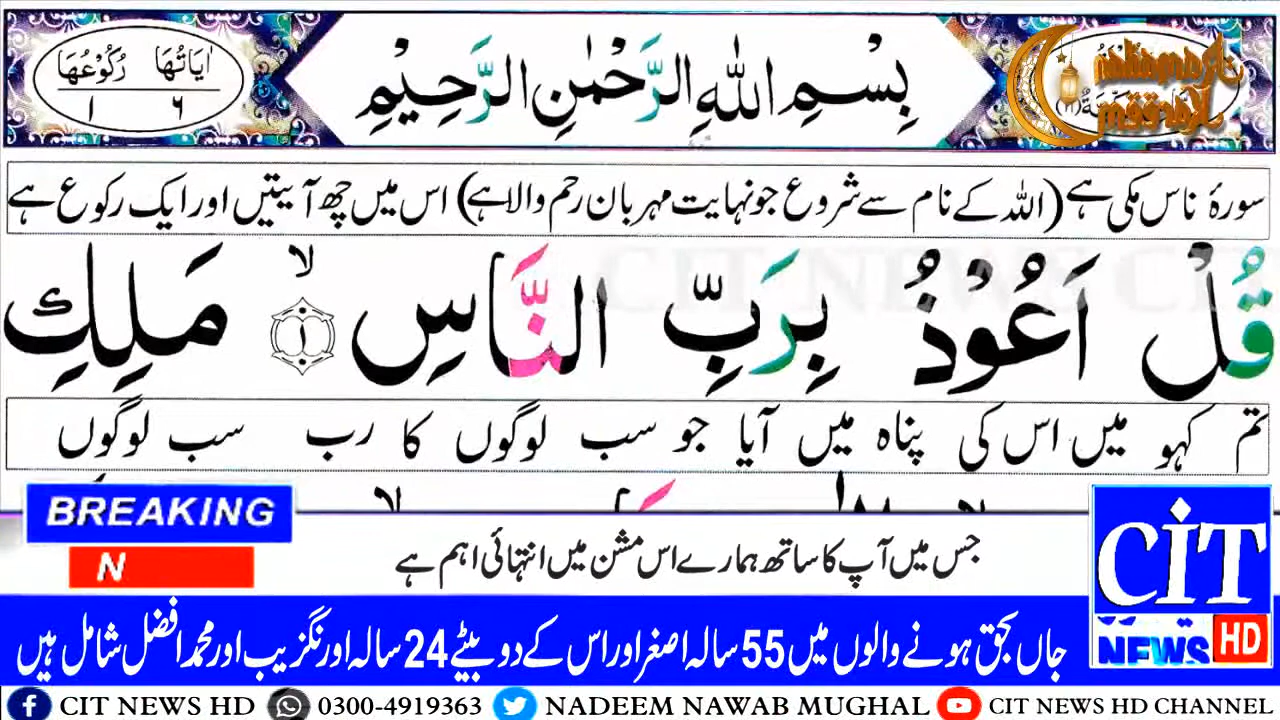 اٰیَاتُهَا رُكُوْعُهَا
٦ ١
بِسْمِ اللّٰهِ الرَّحْمٰنِ الرَّحِيْمِ
سورۂ ناس مکی ہے (اللہ کے نام سے شروع جو نہایت مہربان رحم والا ہے) اس میں چھ آیتیں اور ایک رکوع ہے
قُلْ اَعُوْذُ بِرَبِّ النَّاسِ ۙ ١ مَلِكِ
تم کہو میں اس کی پناہ میں آیا جو سب لوگوں کا رب سب لوگوں
BREAKING
N
جس میں آپ کا ساتھ ہمارے اس مشن میں انتہائی اہم ہے
CiT
NEWS HD
جاں بحق ہونے والوں میں 55 سالہ اصغر اور اس کے دو بیٹے 24 سالہ اورنگزیب اور محمد افضل شامل ہیں
CIT NEWS HD 0300-4919363 NADEEM NAWAB MUGHAL CIT NEWS HD CHANNEL